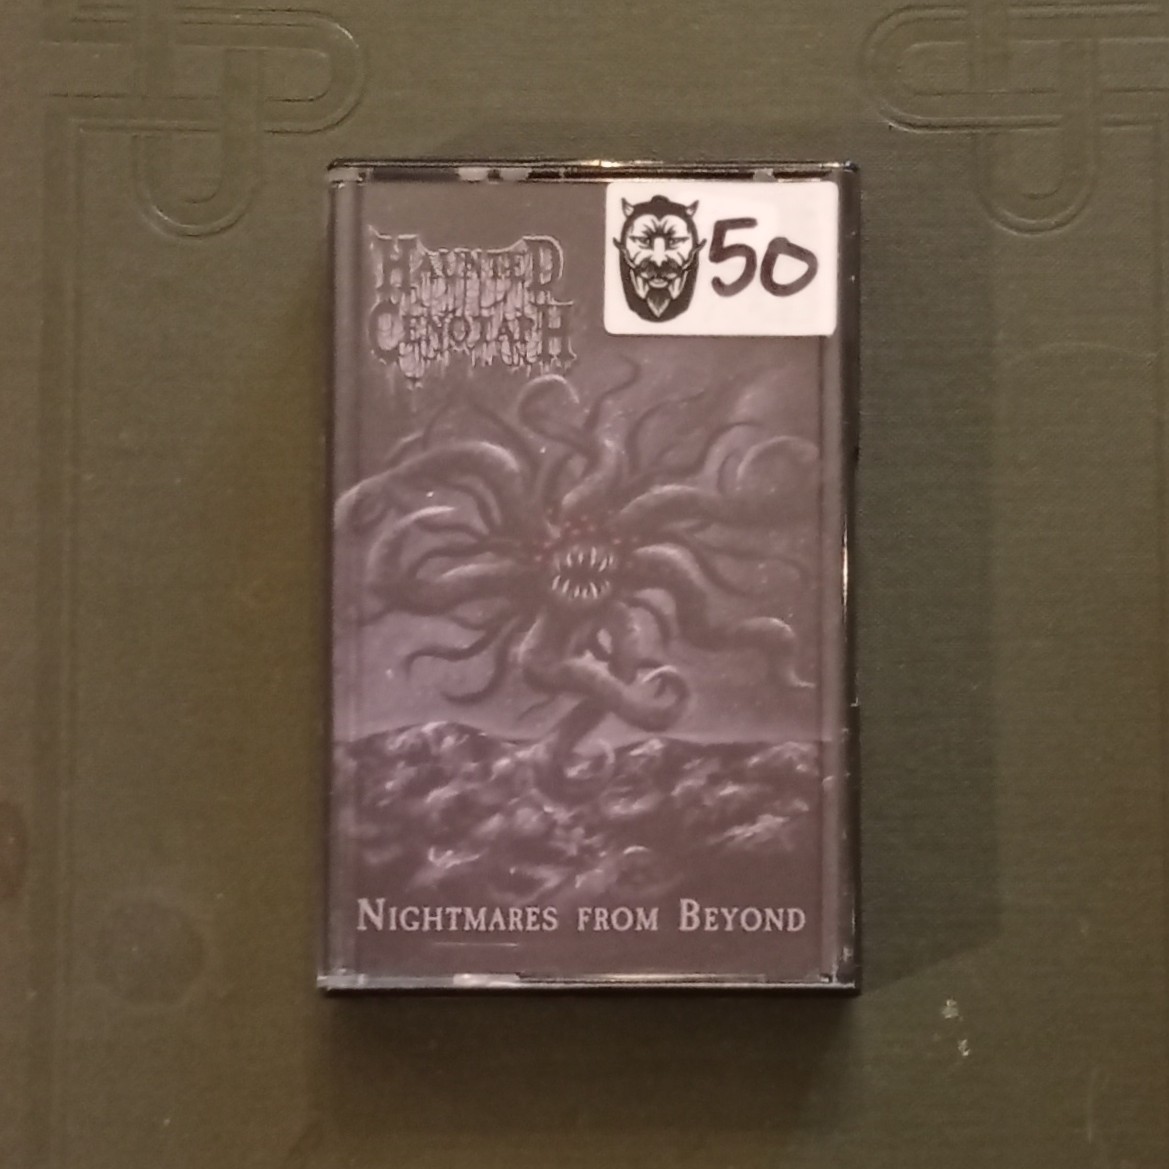 HAUNTED
CENOTAPH
50
NIGHTMARES FROM BEYOND